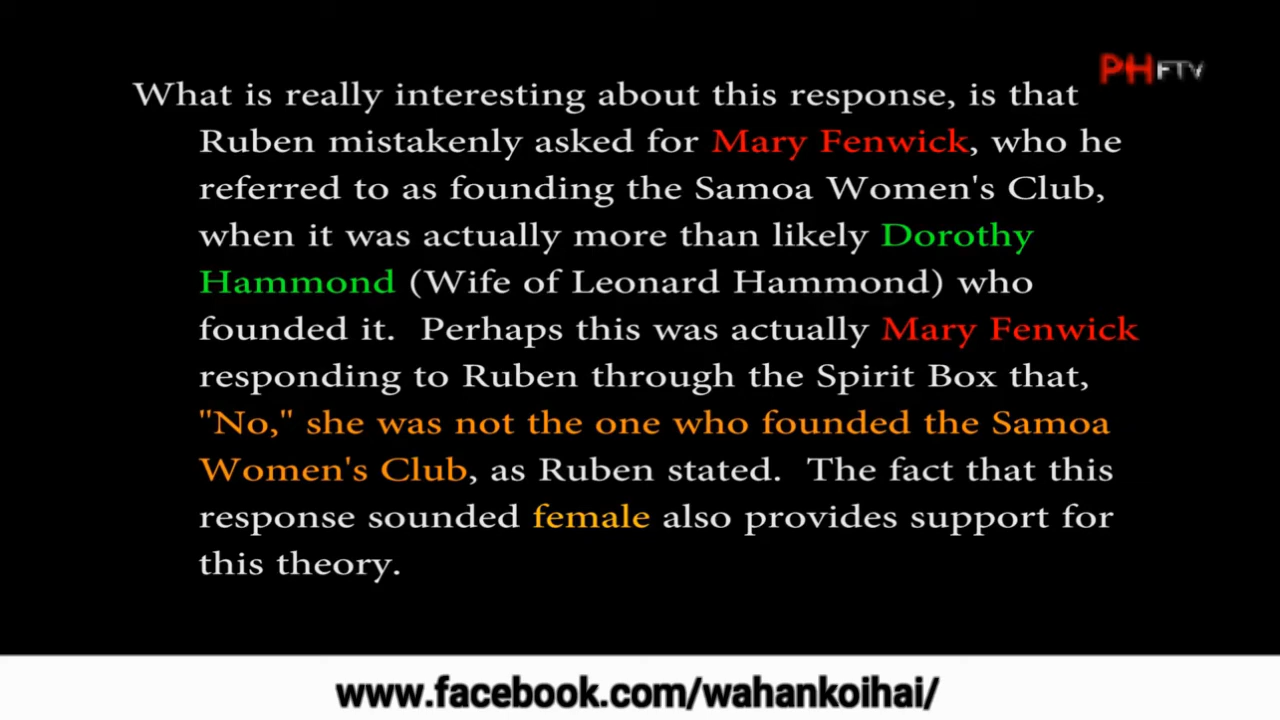 PHFTV
What is really interesting about this response, is that
Ruben mistakenly asked for Mary Fenwick, who he
referred to as founding the Samoa Women's Club,
when it was actually more than likely Dorothy
Hammond (Wife of Leonard Hammond) who
founded it.  Perhaps this was actually Mary Fenwick
responding to Ruben through the Spirit Box that,
"No," she was not the one who founded the Samoa
Women's Club, as Ruben stated.  The fact that this
response sounded female also provides support for
this theory.
www.facebook.com/wahankoihai/